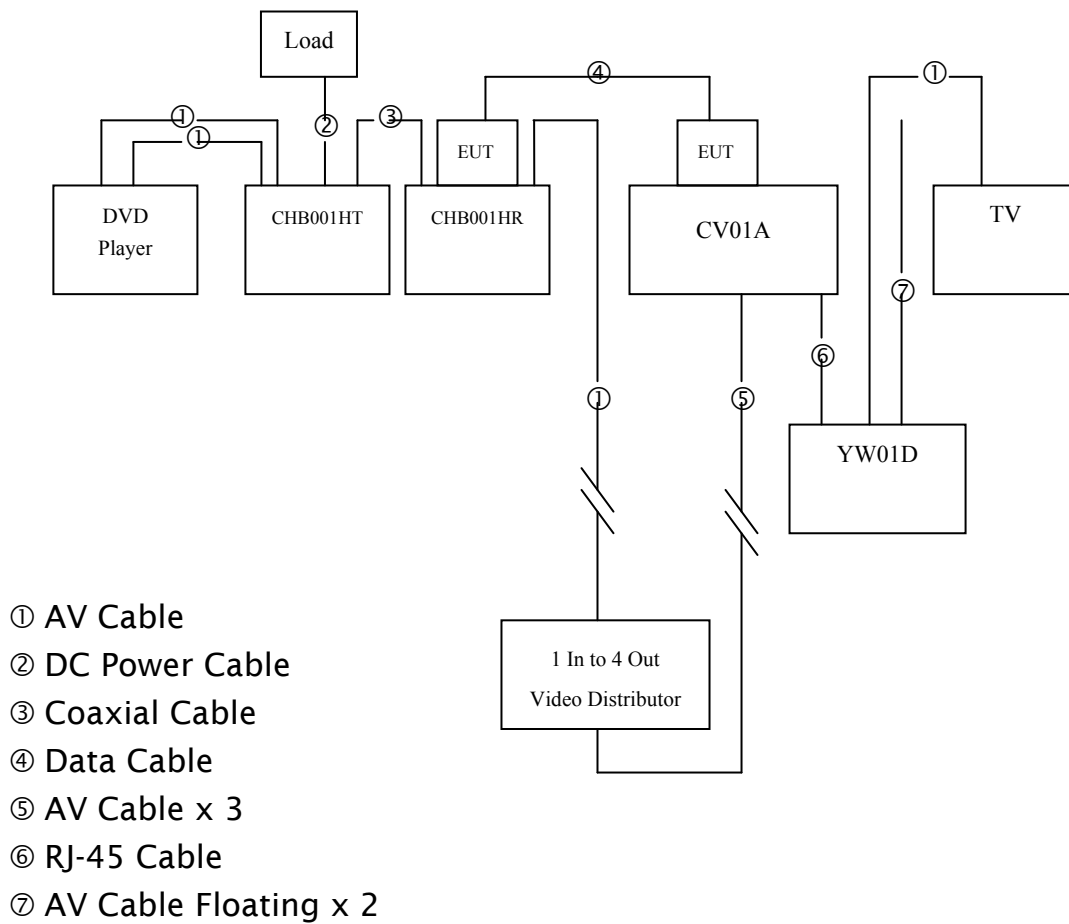 Load
①
④
①
①
③
②
EUT
EUT
DVD
Player
CHB001HT
CHB001HR
CV01A
TV
⑦
⑥
①
⑤
YW01D
1 In to 4 Out
Video Distributor
① AV Cable
② DC Power Cable
③ Coaxial Cable
④ Data Cable
⑤ AV Cable x 3
⑥ RJ-45 Cable
⑦ AV Cable Floating x 2